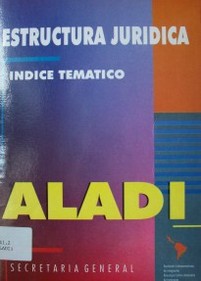 ESTRUCTURA JURIDICA
INDICE TEMATICO
ALADI
SECRETARIA GENERAL